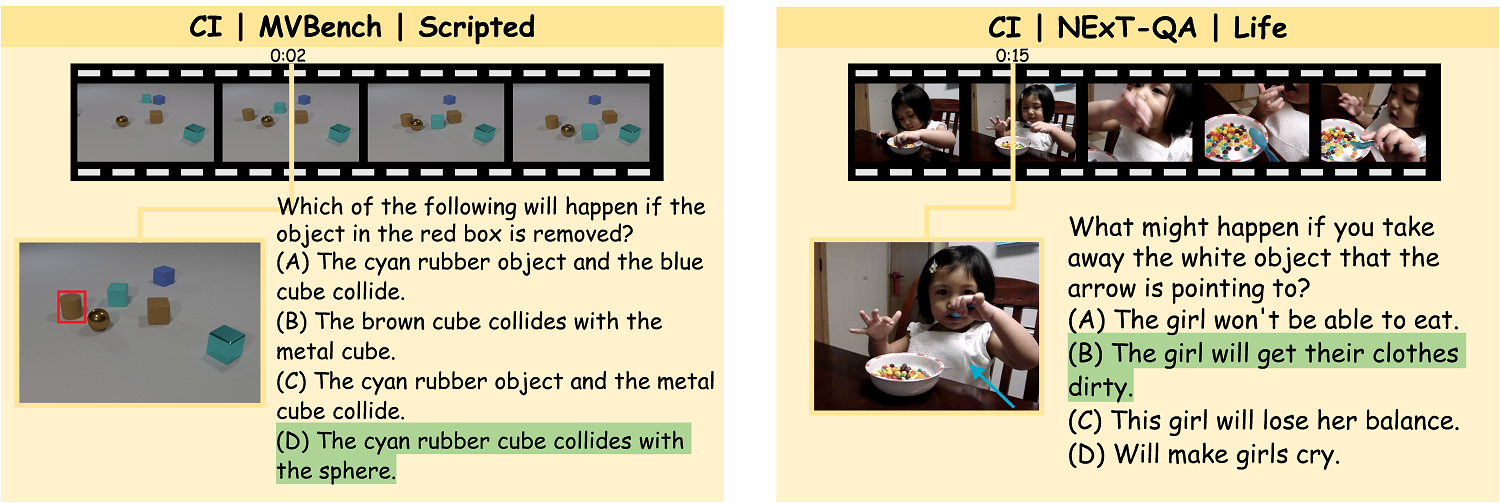 CI | MVBench | Scripted
0:02
Which of the following will happen if the
object in the red box is removed?
(A) The cyan rubber object and the blue
cube collide.
(B) The brown cube collides with the
metal cube.
(C) The cyan rubber object and the metal
cube collide.
(D) The cyan rubber cube collides with
the sphere.
CI | NExT-QA | Life
0:15
What might happen if you take
away the white object that the
arrow is pointing to?
(A) The girl won't be able to eat.
(B) The girl will get their clothes
dirty.
(C) This girl will lose her balance.
(D) Will make girls cry.